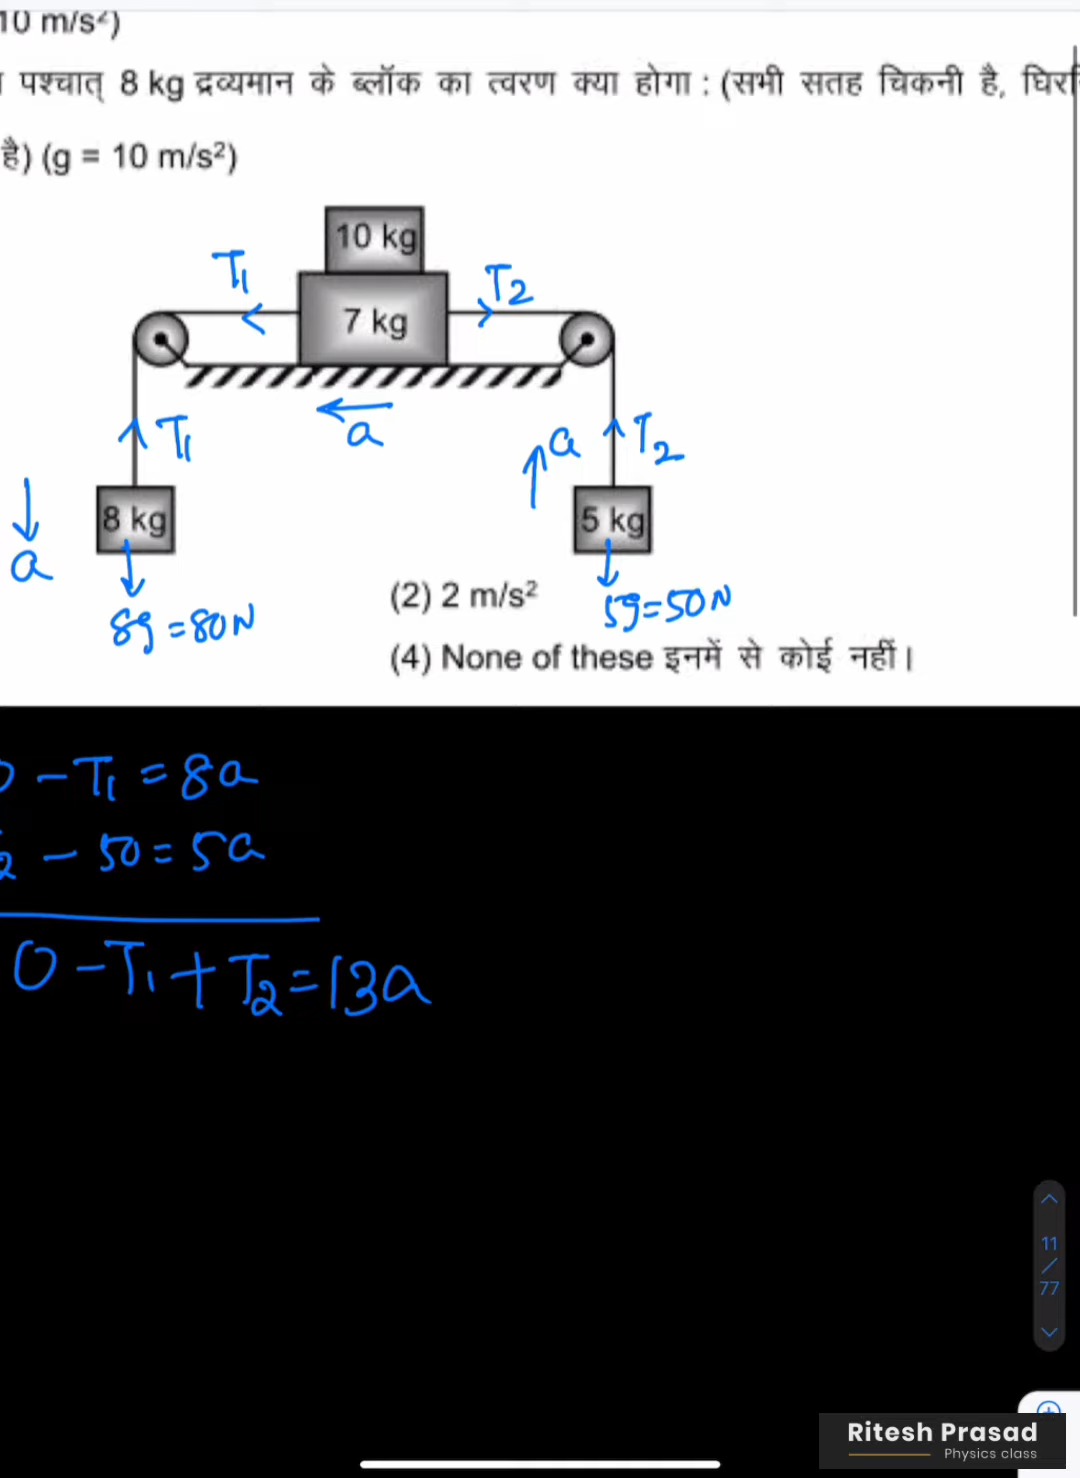 10 m/s²)
पश्चात् 8 kg द्रव्यमान के ब्लॉक का त्वरण क्या होगा : (सभी सतह चिकनी है,
है) (g = 10 m/s²)
10 kg
T₁
T₂
7 kg
a
T₁
a
T₂
8 kg
5 kg
a
(2) 2 m/s²
8g = 80N
5g = 50N
(4) None of these इनमें से कोई नहीं।
- T₁ = 8a
- 50 = 5a
0 - T₁ + T₂ = 13a
11
/
77
Ritesh Prasad
Physics class